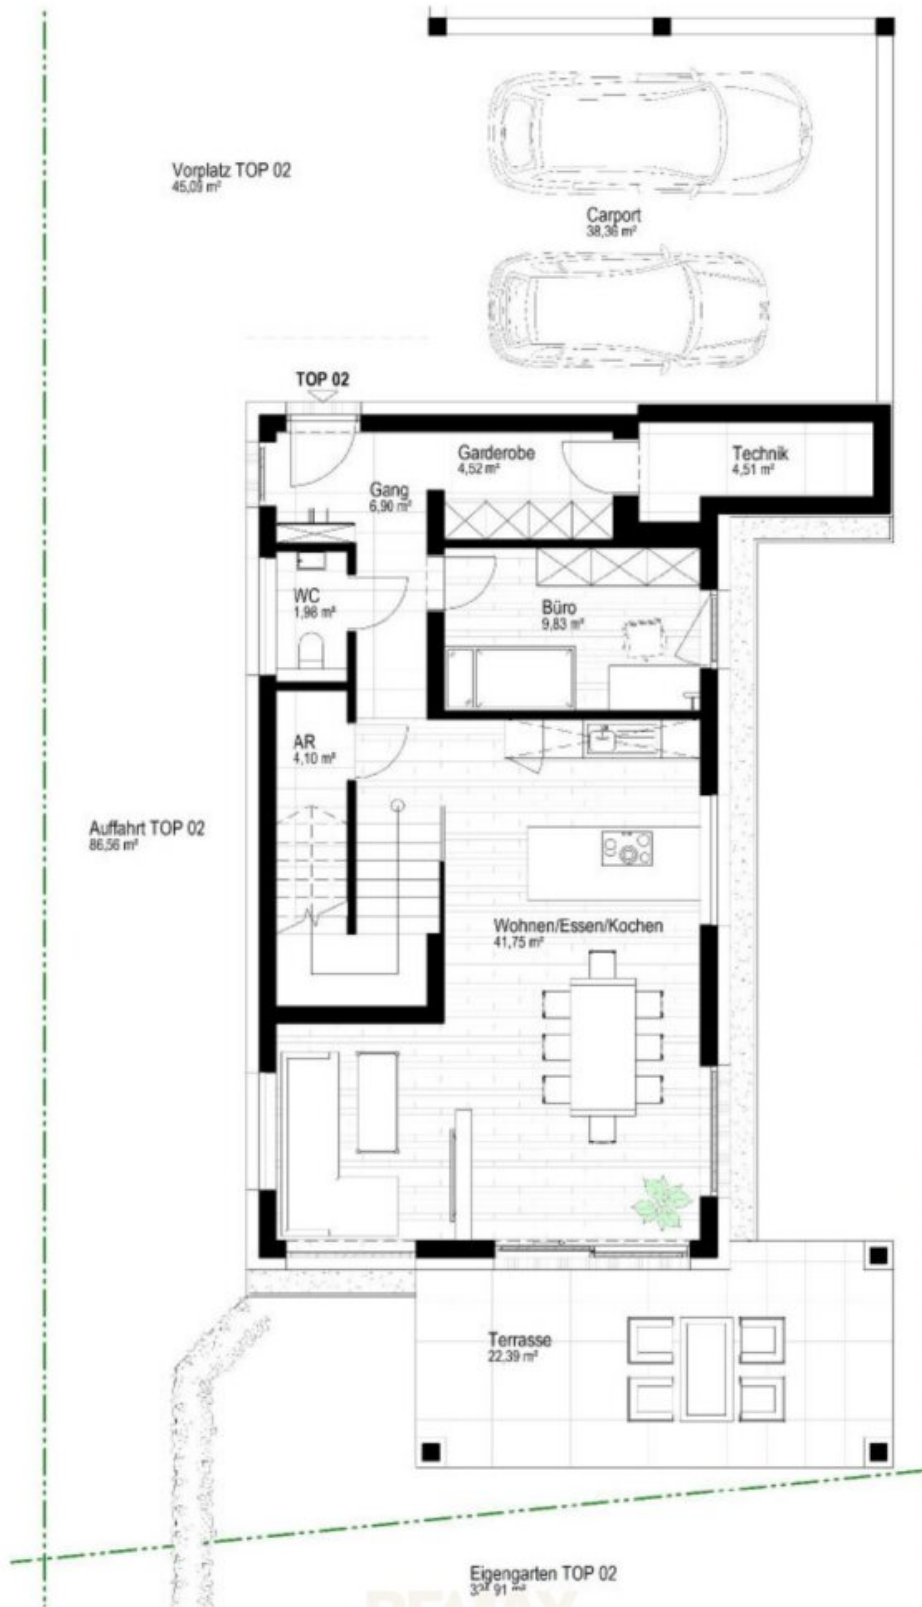 Vorplatz TOP 02
45,09 m²
Carport
38,36 m²
TOP 02
Garderobe
4,52 m²
Technik
4,51 m²
Gang
6,90 m²
WC
1,98 m²
Büro
9,83 m²
AR
4,10 m²
Auffahrt TOP 02
86,56 m²
Wohnen/Essen/Kochen
41,75 m²
Terrasse
22,39 m²
Eigengarten TOP 02